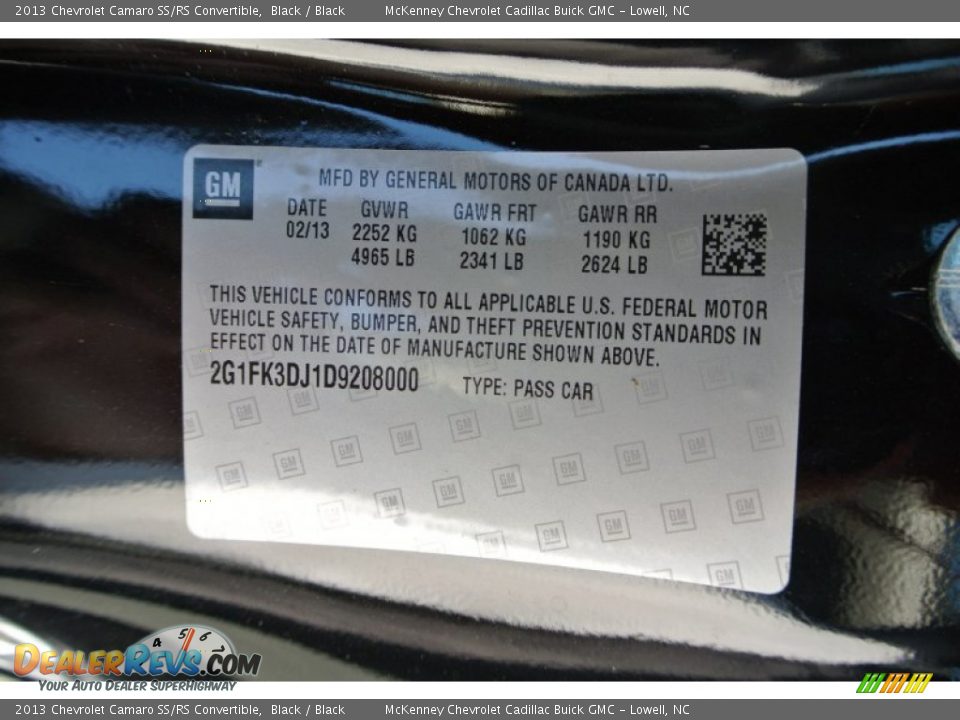 2013 Chevrolet Camaro SS/RS Convertible, Black / Black McKenney Chevrolet Cadillac Buick GMC - Lowell, NC
GM
MFD BY GENERAL MOTORS OF CANADA LTD.
DATE GVWR GAWR FRT GAWR RR
02/13 2252 KG 1062 KG 1190 KG
4965 LB 2341 LB 2624 LB
THIS VEHICLE CONFORMS TO ALL APPLICABLE U.S. FEDERAL MOTOR
VEHICLE SAFETY, BUMPER, AND THEFT PREVENTION STANDARDS IN
EFFECT ON THE DATE OF MANUFACTURE SHOWN ABOVE.
2G1FK3DJ1D9208000 TYPE: PASS CAR
4 5 6
DEALERREVS.COM
YOUR AUTO DEALER SUPERHIGHWAY
2013 Chevrolet Camaro SS/RS Convertible, Black / Black McKenney Chevrolet Cadillac Buick GMC - Lowell, NC